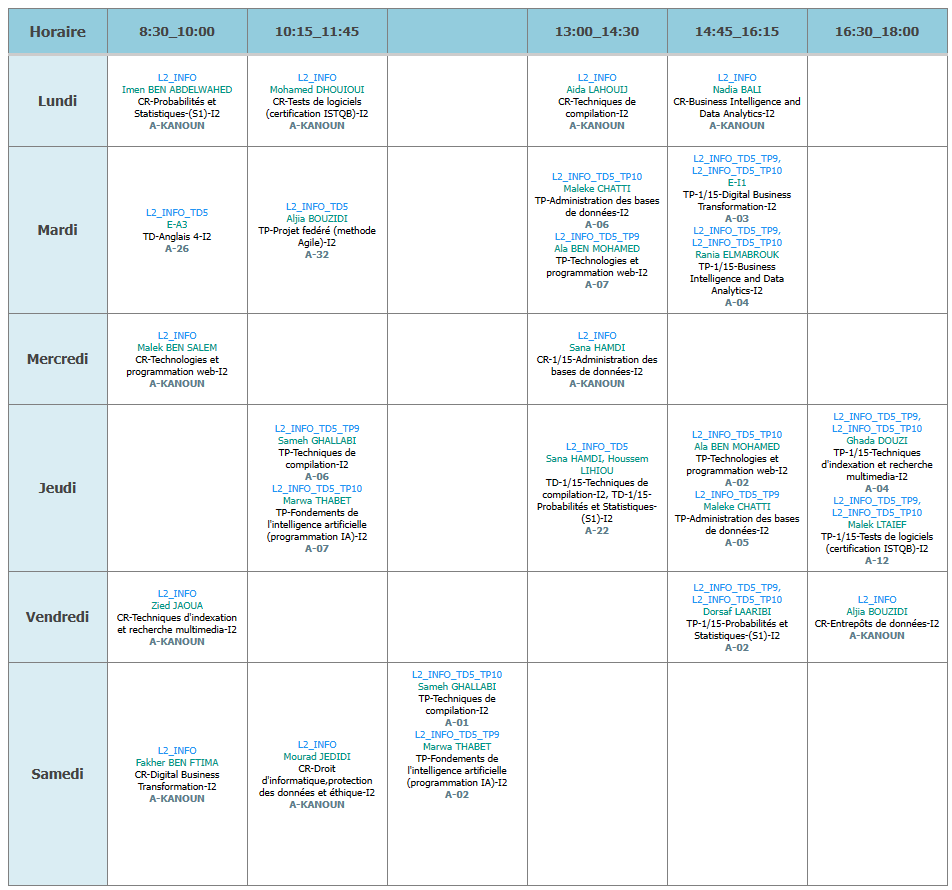 Horaire
8:30_10:00
10:15_11:45
13:00_14:30
14:45_16:15
16:30_18:00
Lundi
L2_INFO
Imen BEN ABDELWAHED
CR-Probabilités et
Statistiques-(S1)-I2
A-KANOUN
L2_INFO
Mohamed DHOUIOUI
CR-Tests de logiciels
(certification ISTQB)-I2
A-KANOUN
L2_INFO
Aida LAHOUIJ
CR-Techniques de
compilation-I2
A-KANOUN
L2_INFO
Nadia BALI
CR-Business Intelligence and
Data Analytics-I2
A-KANOUN
Mardi
L2_INFO_TD5
E-A3
TD-Anglais 4-I2
A-26
L2_INFO_TD5
Aljia BOUZIDI
TP-Projet fedéré (methode
Agile)-I2
A-32
L2_INFO_TD5_TP10
Maleke CHATTI
TP-Administration des bases
de données-I2
A-06
L2_INFO_TD5_TP9
Ala BEN MOHAMED
TP-Technologies et
programmation web-I2
A-07
L2_INFO_TD5_TP9,
L2_INFO_TD5_TP10
E-I1
TP-1/15-Digital Business
Transformation-I2
A-03
L2_INFO_TD5_TP9,
L2_INFO_TD5_TP10
Rania ELMABROUK
TP-1/15-Business
Intelligence and Data
Analytics-I2
A-04
Mercredi
L2_INFO
Malek BEN SALEM
CR-Technologies et
programmation web-I2
A-KANOUN
L2_INFO
Sana HAMDI
CR-1/15-Administration des
bases de données-I2
A-KANOUN
Jeudi
L2_INFO_TD5_TP9
Sameh GHALLABI
TP-Techniques de
compilation-I2
A-06
L2_INFO_TD5_TP10
Marwa THABET
TP-Fondements de
l'intelligence artificielle
(programmation IA)-I2
A-07
L2_INFO_TD5
Sana HAMDI, Houssem
LIHIOU
TD-1/15-Techniques de
compilation-I2, TD-1/15-
Probabilités et Statistiques-
(S1)-I2
A-22
L2_INFO_TD5_TP10
Ala BEN MOHAMED
TP-Technologies et
programmation web-I2
A-02
L2_INFO_TD5_TP9
Maleke CHATTI
TP-Administration des bases
de données-I2
A-05
L2_INFO_TD5_TP9,
L2_INFO_TD5_TP10
Ghada DOUZI
TP-1/15-Techniques
d'indexation et recherche
multimedia-I2
A-04
L2_INFO_TD5_TP9,
L2_INFO_TD5_TP10
Malek LTAIEF
TP-1/15-Tests de logiciels
(certification ISTQB)-I2
A-12
Vendredi
L2_INFO
Zied JAOUA
CR-Techniques d'indexation
et recherche multimedia-I2
A-KANOUN
L2_INFO_TD5_TP9,
L2_INFO_TD5_TP10
Dorsaf LAARIBI
TP-1/15-Probabilités et
Statistiques-(S1)-I2
A-02
L2_INFO
Aljia BOUZIDI
CR-Entrepôts de données-I2
A-KANOUN
Samedi
L2_INFO
Fakher BEN FTIMA
CR-Digital Business
Transformation-I2
A-KANOUN
L2_INFO
Mourad JEDIDI
CR-Droit
d'informatique,protection
des données et éthique-I2
A-KANOUN
L2_INFO_TD5_TP10
Sameh GHALLABI
TP-Techniques de
compilation-I2
A-01
L2_INFO_TD5_TP9
Marwa THABET
TP-Fondements de
l'intelligence artificielle
(programmation IA)-I2
A-02